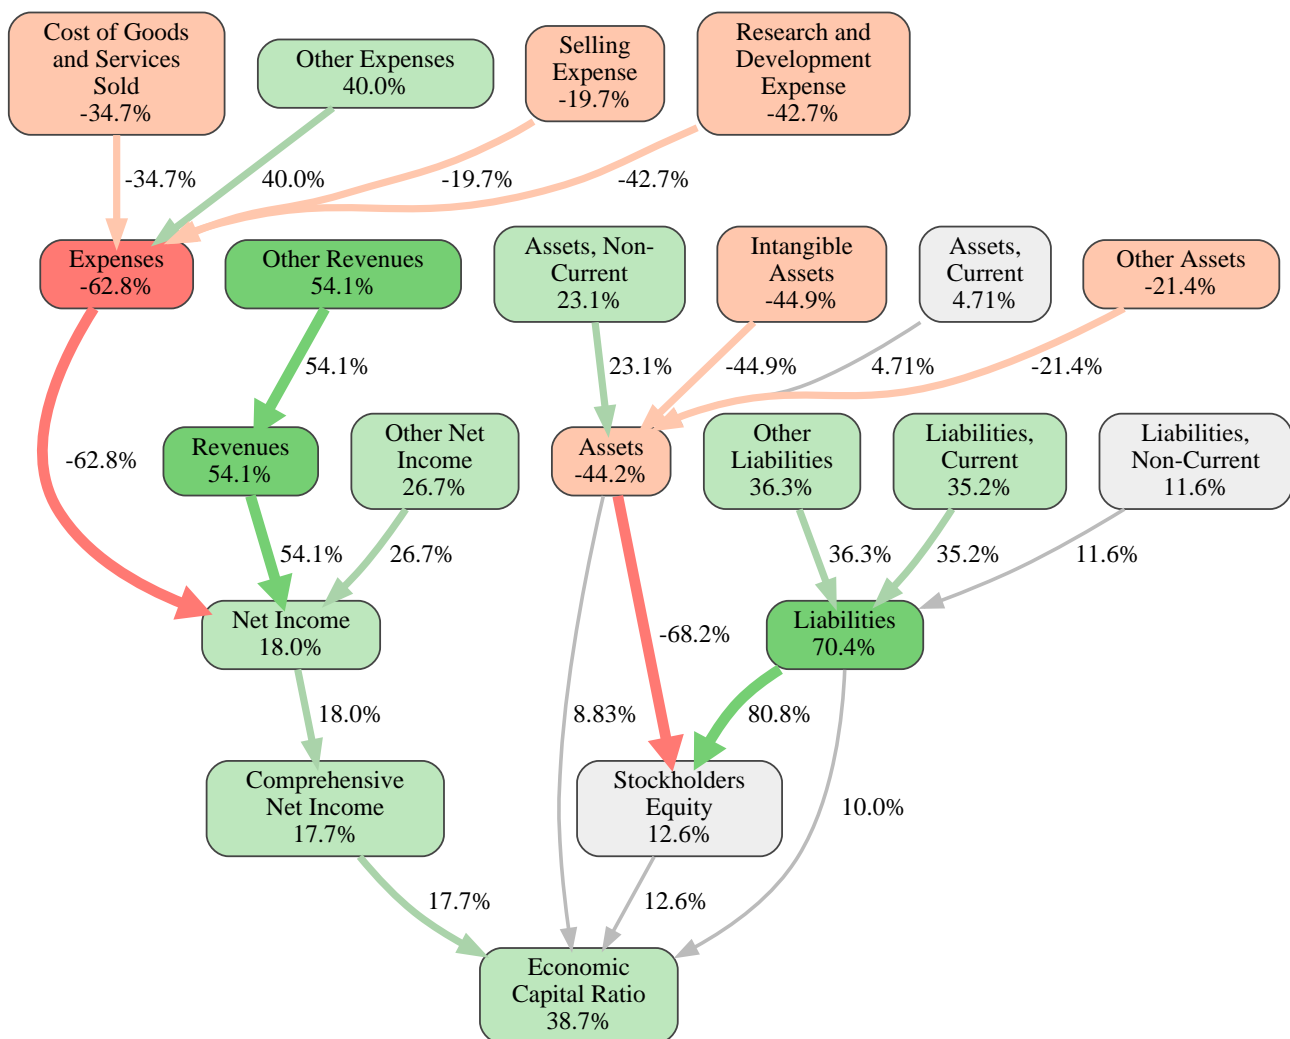 Cost of Goods
and Services
Sold
-34.7%
Other Expenses
40.0%
Selling
Expense
-19.7%
Research and
Development
Expense
-42.7%
-34.7%
40.0%
-19.7%
-42.7%
Expenses
-62.8%
Other Revenues
54.1%
Assets, Non-
Current
23.1%
Intangible
Assets
-44.9%
Assets,
Current
4.71%
Other Assets
-21.4%
54.1%
23.1%
-44.9%
4.71%
-21.4%
-62.8%
Revenues
54.1%
Other Net
Income
26.7%
Assets
-44.2%
Other
Liabilities
36.3%
Liabilities,
Current
35.2%
Liabilities,
Non-Current
11.6%
54.1%
26.7%
36.3%
35.2%
11.6%
Net Income
18.0%
-68.2%
Liabilities
70.4%
18.0%
8.83%
80.8%
Comprehensive
Net Income
17.7%
Stockholders
Equity
12.6%
10.0%
17.7%
12.6%
Economic
Capital Ratio
38.7%